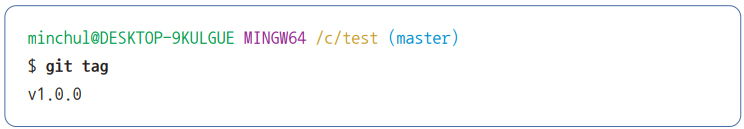 minchul@DESKTOP-9KULGUE MINGW64 /c/test (master)
$ git tag
v1.0.0